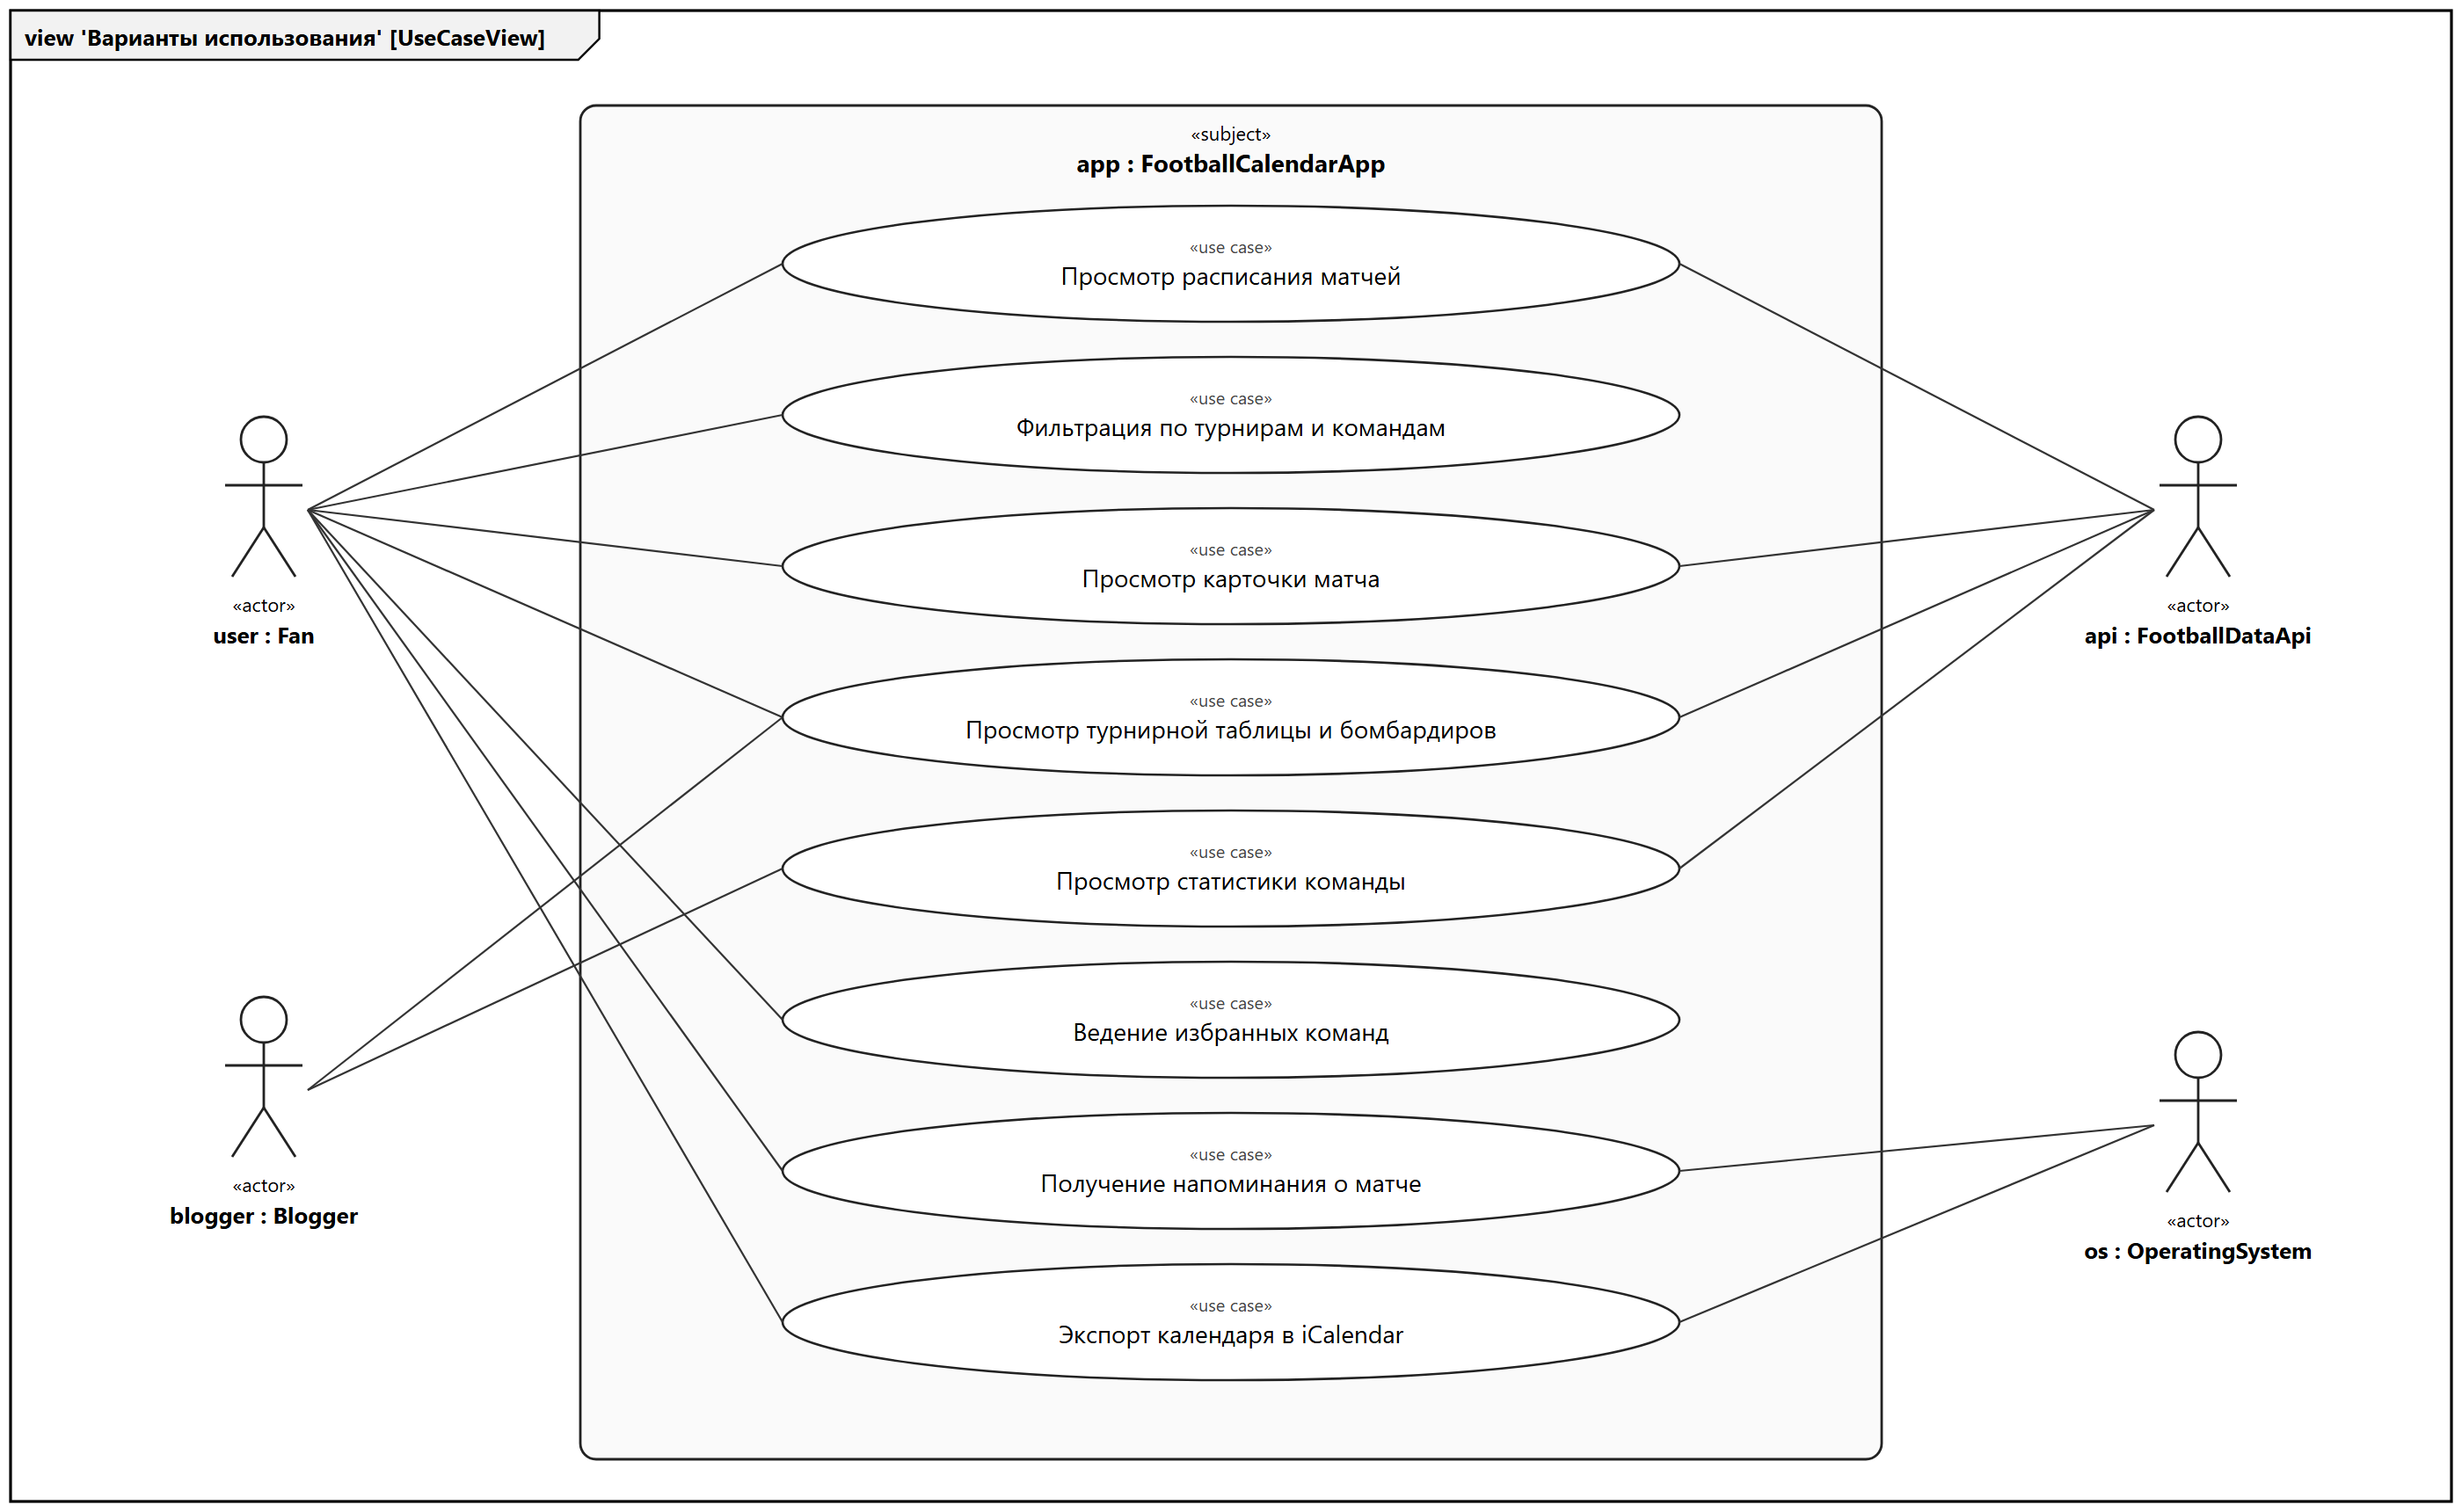 view 'Варианты использования' [UseCaseView]
«subject»
app : FootballCalendarApp
«use case»
Просмотр расписания матчей
«use case»
Фильтрация по турнирам и командам
«use case»
Просмотр карточки матча
«use case»
Просмотр турнирной таблицы и бомбардиров
«use case»
Просмотр статистики команды
«use case»
Ведение избранных команд
«use case»
Получение напоминания о матче
«use case»
Экспорт календаря в iCalendar
«actor»
user : Fan
«actor»
blogger : Blogger
«actor»
api : FootballDataApi
«actor»
os : OperatingSystem